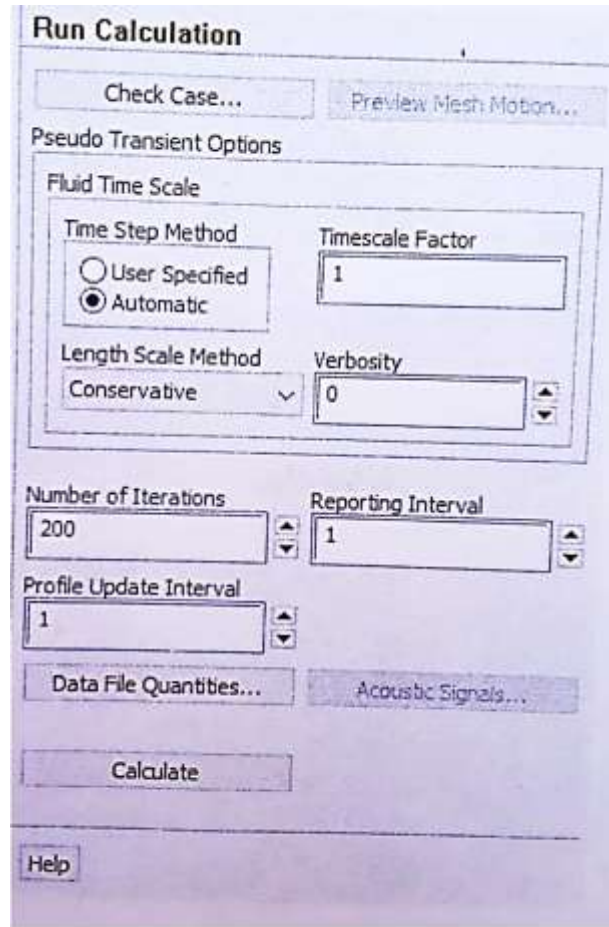 Run Calculation
Check Case... Preview Mesh Motion...
Pseudo Transient Options
Fluid Time Scale
Time Step Method Timescale Factor
User Specified 1
Automatic
Length Scale Method Verbosity
Conservative 0
Number of Iterations Reporting Interval
200 1
Profile Update Interval
1
Data File Quantities... Acoustic Signals...
Calculate
Help